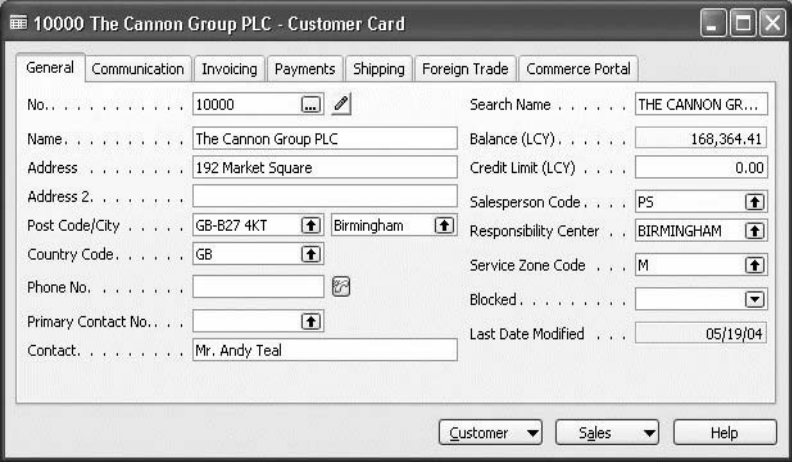 10000 The Cannon Group PLC - Customer Card
General Communication Invoicing Payments Shipping Foreign Trade Commerce Portal
No. . . . . . . . . . . . 10000 ...
Name. . . . . . . . . . . The Cannon Group PLC
Address . . . . . . . . . 192 Market Square
Address 2. . . . . . . .
Post Code/City . . . . . GB-B27 4KT Birmingham
Country Code. . . . . . . GB
Phone No. . . . . . . . .
Primary Contact No.. . . .
Contact. . . . . . . . . . Mr. Andy Teal
Search Name . . . . . . THE CANNON GR...
Balance (LCY). . . . . . 168,364.41
Credit Limit (LCY) . . . . 0.00
Salesperson Code . . . . PS
Responsibility Center . . BIRMINGHAM
Service Zone Code . . . M
Blocked. . . . . . . . .
Last Date Modified . . . 05/19/04
Customer Sales Help